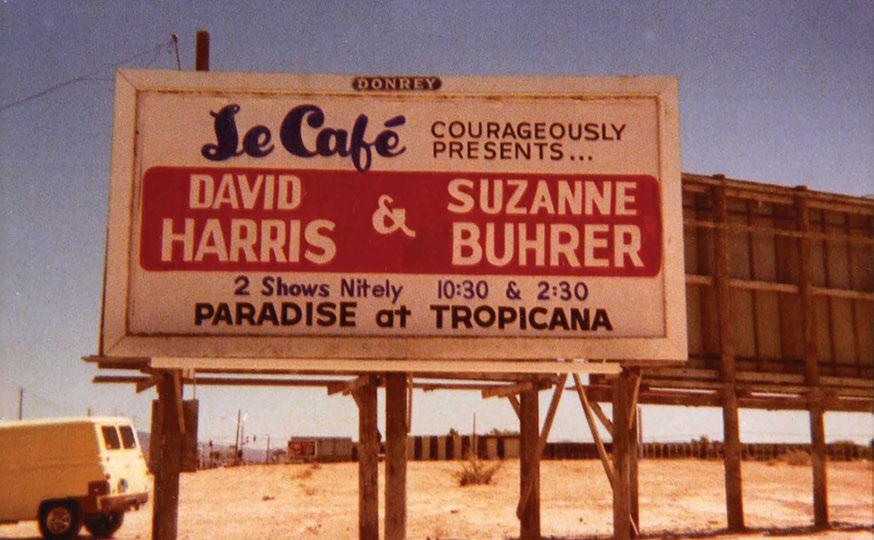 DONREY
Le Café
COURAGEOUSLY
PRESENTS...
DAVID
HARRIS
&
SUZANNE
BUHRER
2 Shows Nitely 10:30 & 2:30
PARADISE at TROPICANA